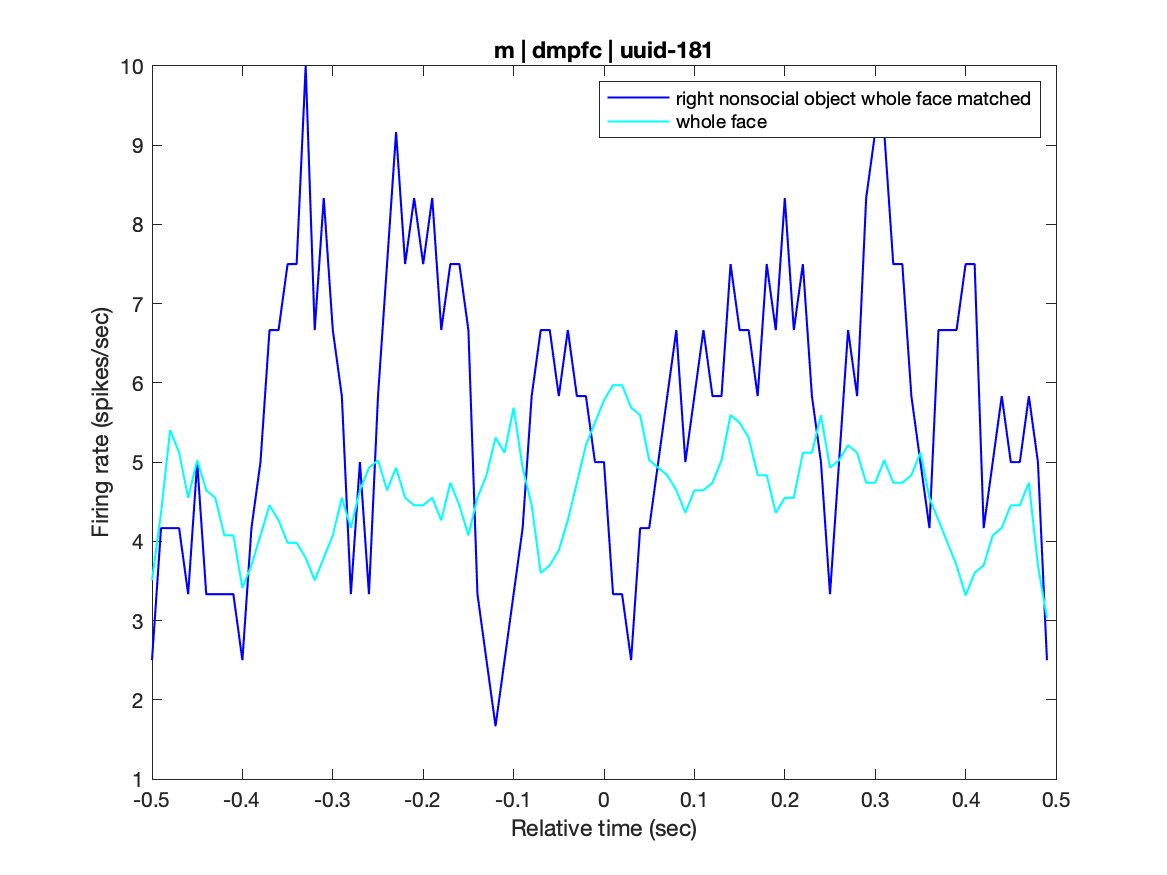 m | dmpfc | uuid-181
right nonsocial object whole face matched
whole face
Firing rate (spikes/sec)
10
9
8
7
6
5
4
3
2
1
-0.5 -0.4 -0.3 -0.2 -0.1 0 0.1 0.2 0.3 0.4 0.5
Relative time (sec)